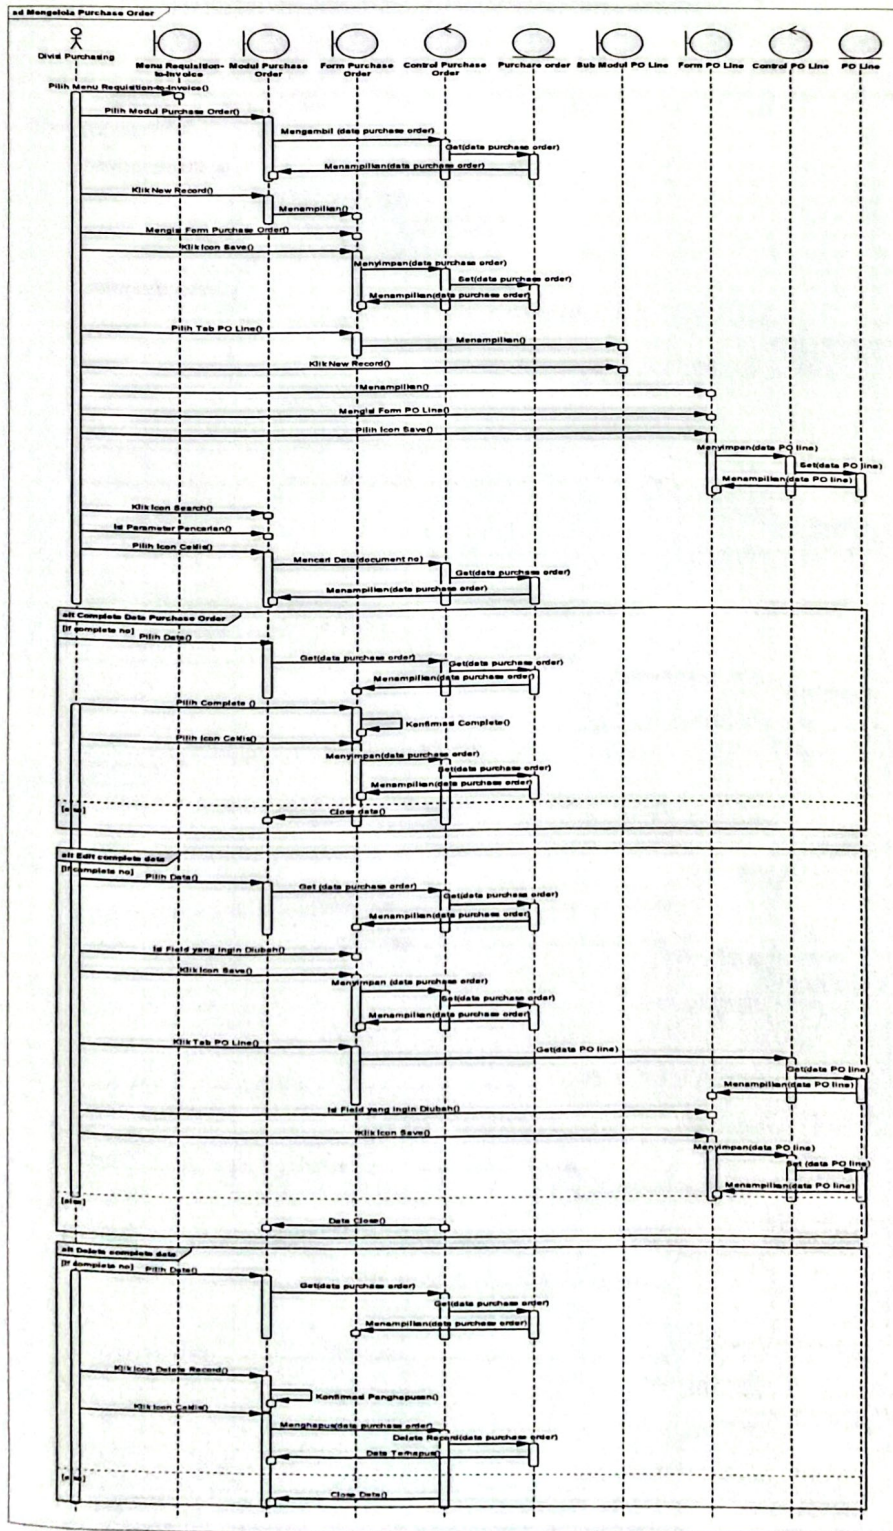 sd Mengelola Purchase Order
Divisi Purchasing
Menu Requisition
to-Invoice
Modul Purchase
Order
Form Purchase
Order
Control Purchase
Order
Purchase order
Sub Modul PO Line
Form PO Line
Control PO Line
PO Line
Pilih Menu Requisition-to-Invoice()
Pilih Modul Purchase Order()
Mengambil (data purchase order)
Get(data purchase order)
Menampilkan(data purchase order)
Klik New Record()
Menampilkan()
Mengisi Form Purchase Order()
Klik Icon Save()
Menyimpan(data purchase order)
Set(data purchase order)
Menampilkan(data purchase order)
Pilih Tab PO Line()
Menampilkan()
Klik New Record()
Menampilkan()
Mengisi Form PO Line()
Pilih Icon Save()
Menyimpan(data PO line)
Set(data PO line)
Menampilkan(data PO line)
Klik Icon Search()
Isi Parameter Pencarian()
Pilih Icon Ceklis()
Mencari Data(document no)
Get(data purchase order)
Menampilkan(data purchase order)
alt Complete Data Purchase Order
[If complete no]
Pilih Data()
Get(data purchase order)
Get(data purchase order)
Menampilkan(data purchase order)
Pilih Complete ()
Konfirmasi Complete()
Pilih Icon Ceklis()
Menyimpan(data purchase order)
Set(data purchase order)
Menampilkan(data purchase order)
[else]
Close data()
alt Edit complete data
[If complete no]
Pilih Data()
Get (data purchase order)
Get(data purchase order)
Menampilkan(data purchase order)
Isi Field yang Ingin Diubah()
Klik Icon Save()
Menyimpan (data purchase order)
Set(data purchase order)
Menampilkan(data purchase order)
Klik Tab PO Line()
Get(data PO line)
Get(data PO line)
Menampilkan(data PO line)
Isi Field yang Ingin Diubah()
Klik Icon Save()
Menyimpan(data PO line)
Set (data PO line)
Menampilkan(data PO line)
[else]
Data Close()
alt Delete complete data
[If complete no]
Pilih Data()
Get(data purchase order)
Get(data purchase order)
Menampilkan(data purchase order)
Klik Icon Delete Record()
Konfirmasi Penghapusan()
Klik Icon Ceklis()
Menghapus(data purchase order)
Delete Record(data purchase order)
Data Terhapus()
[else]
Close Data()